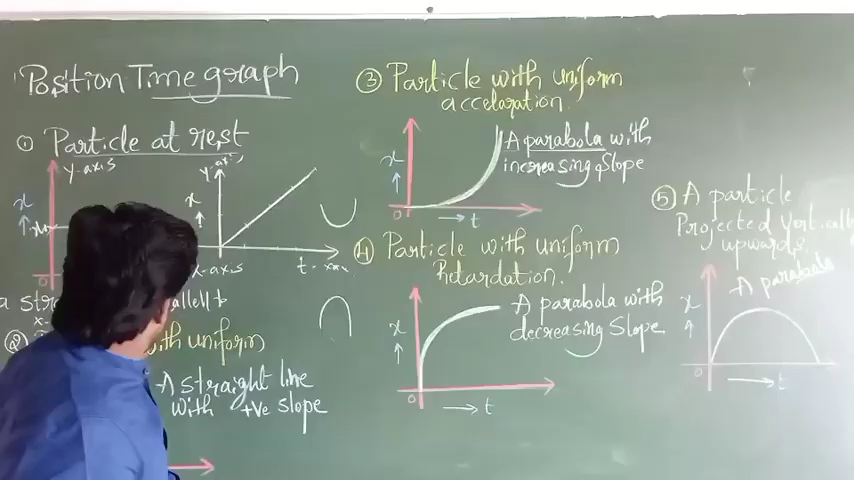 Position Time graph
① Particle at rest
Y-axis
x
0
Y-axis
x
X-axis
t
with uniform
A straight line
with +ve slope
③ Particle with uniform
accelaration.
A parabola with
increasing slope
x
0
t
④ Particle with uniform
Retardation.
A parabola with
decreasing Slope
x
0
t
⑤ A particle
Projected Vertically
upwards.
A parabola
x
0
t